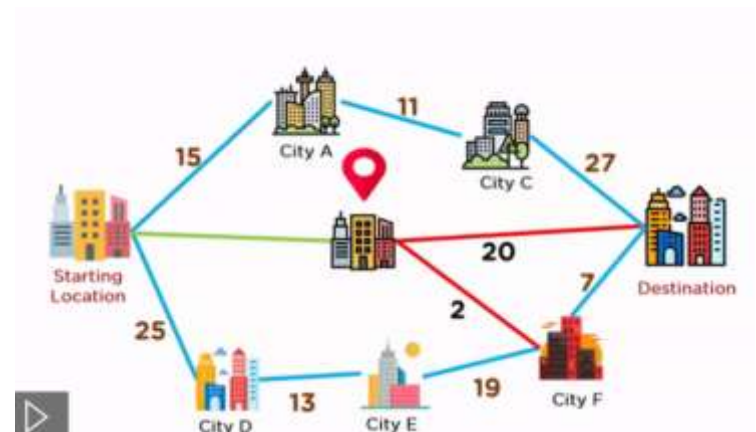 11
15
City A
City C
27
20
Starting
Location
7
Destination
2
25
13
19
City F
City D
City E